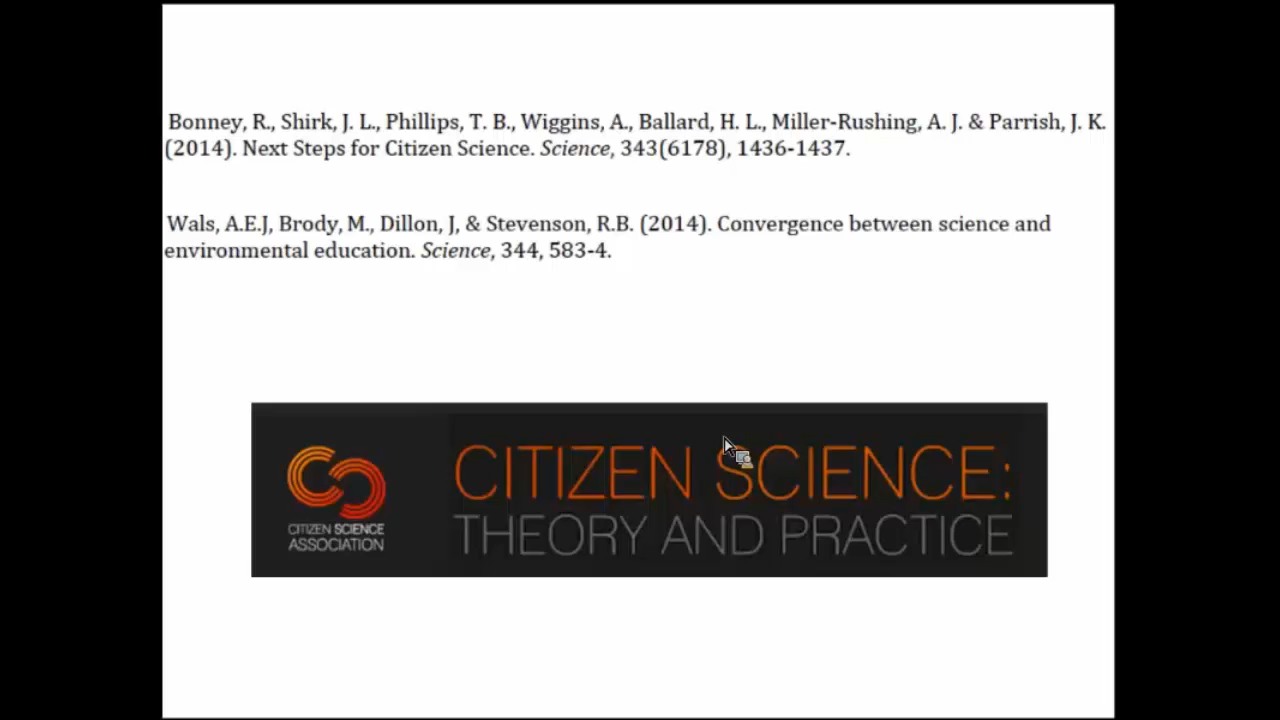 Bonney, R., Shirk, J. L., Phillips, T. B., Wiggins, A., Ballard, H. L., Miller-Rushing, A. J. & Parrish, J. K.
(2014). Next Steps for Citizen Science. Science, 343(6178), 1436-1437.
Wals, A.E.J, Brody, M., Dillon, J, & Stevenson, R.B. (2014). Convergence between science and
environmental education. Science, 344, 583-4.
CITIZEN SCIENCE
ASSOCIATION
CITIZEN SCIENCE:
THEORY AND PRACTICE